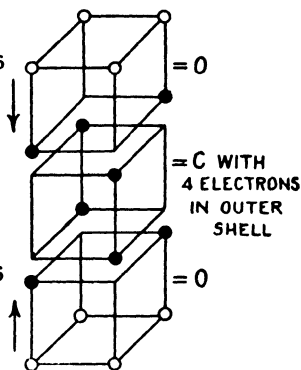 = O
= C WITH
4 ELECTRONS
IN OUTER
SHELL
= O